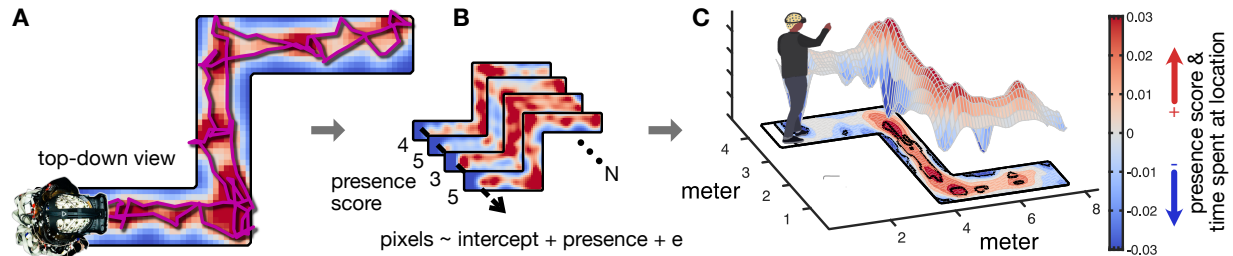 A
top-down view
B
4
5
3
5
N
presence
score
pixels ~ intercept + presence + e
C
4
3
2
1
meter
2
4
6
8
meter
0.03
0.02
0.01
0
-0.01
-0.02
-0.03
+
-
presence score &
time spent at location